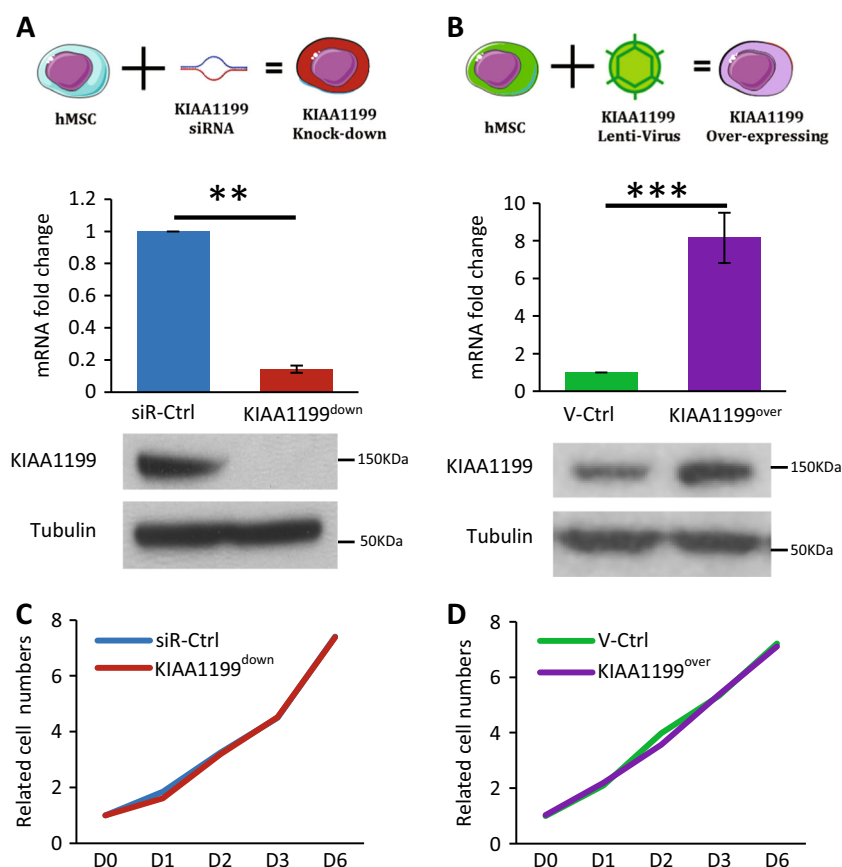 A
hMSC
KIAA1199
siRNA
KIAA1199
Knock-down
mRNA fold change
1.2
1
0.8
0.6
0.4
0.2
0
**
siR-Ctrl
KIAA1199down
KIAA1199
150KDa
Tubulin
50KDa
B
hMSC
KIAA1199
Lenti-Virus
KIAA1199
Over-expressing
mRNA fold change
10
8
6
4
2
0
***
V-Ctrl
KIAA1199over
KIAA1199
150KDa
Tubulin
50KDa
C
Related cell numbers
8
6
4
2
0
siR-Ctrl
KIAA1199down
D0 D1 D2 D3 D6
D
Related cell numbers
8
6
4
2
0
V-Ctrl
KIAA1199over
D0 D1 D2 D3 D6